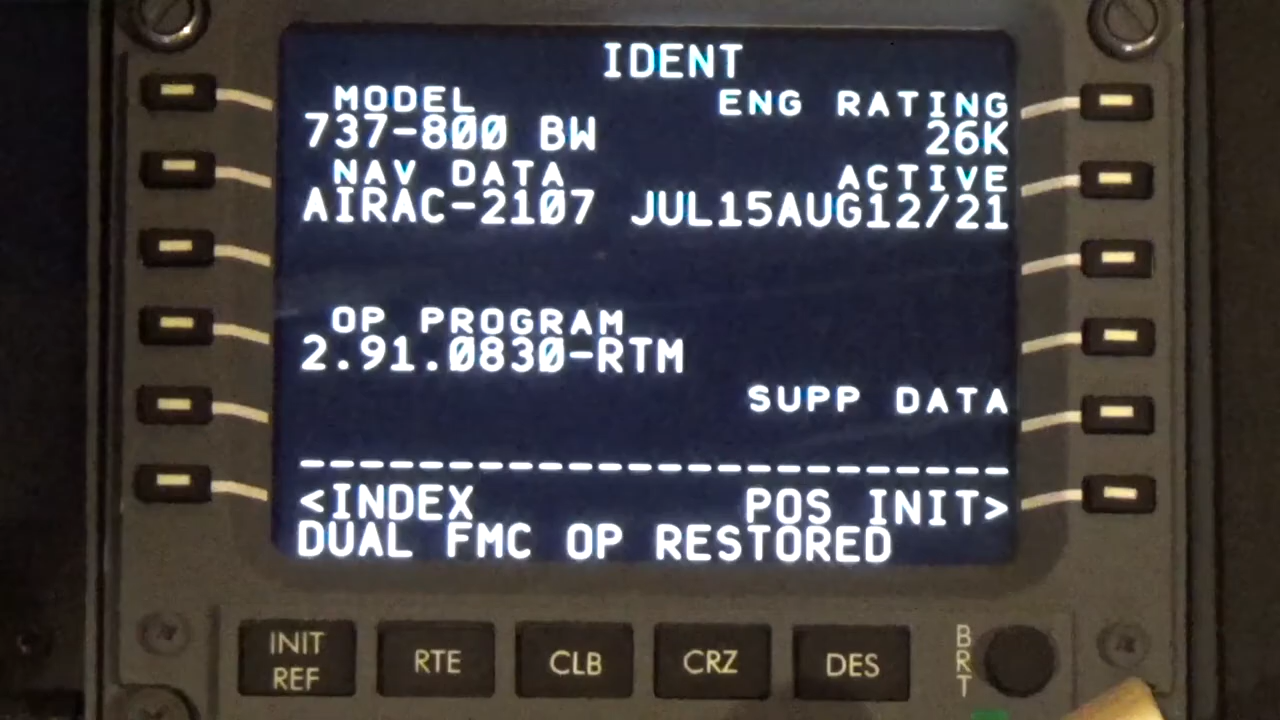 IDENT
MODEL ENG RATING
737-800 BW 26K
NAV DATA ACTIVE
AIRAC-2107 JUL15AUG12/21
OP PROGRAM
2.91.0830-RTM
SUPP DATA
------------------------
<INDEX POS INIT>
DUAL FMC OP RESTORED
INIT REF RTE CLB CRZ DES BRT